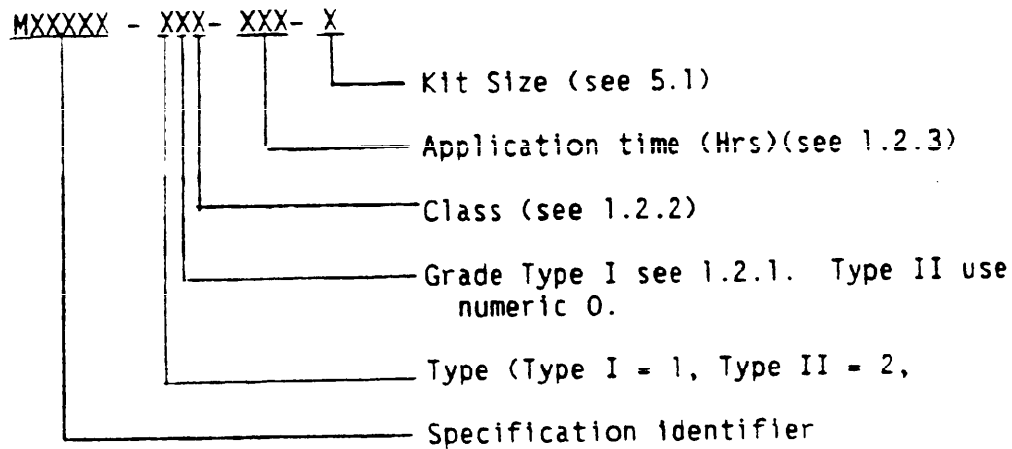 MXXXXX - XXX- XXX- X
Kit Size (see 5.1)
Application time (Hrs)(see 1.2.3)
Class (see 1.2.2)
Grade Type I see 1.2.1. Type II use
numeric 0.
Type (Type I = 1, Type II = 2,
Specification identifier